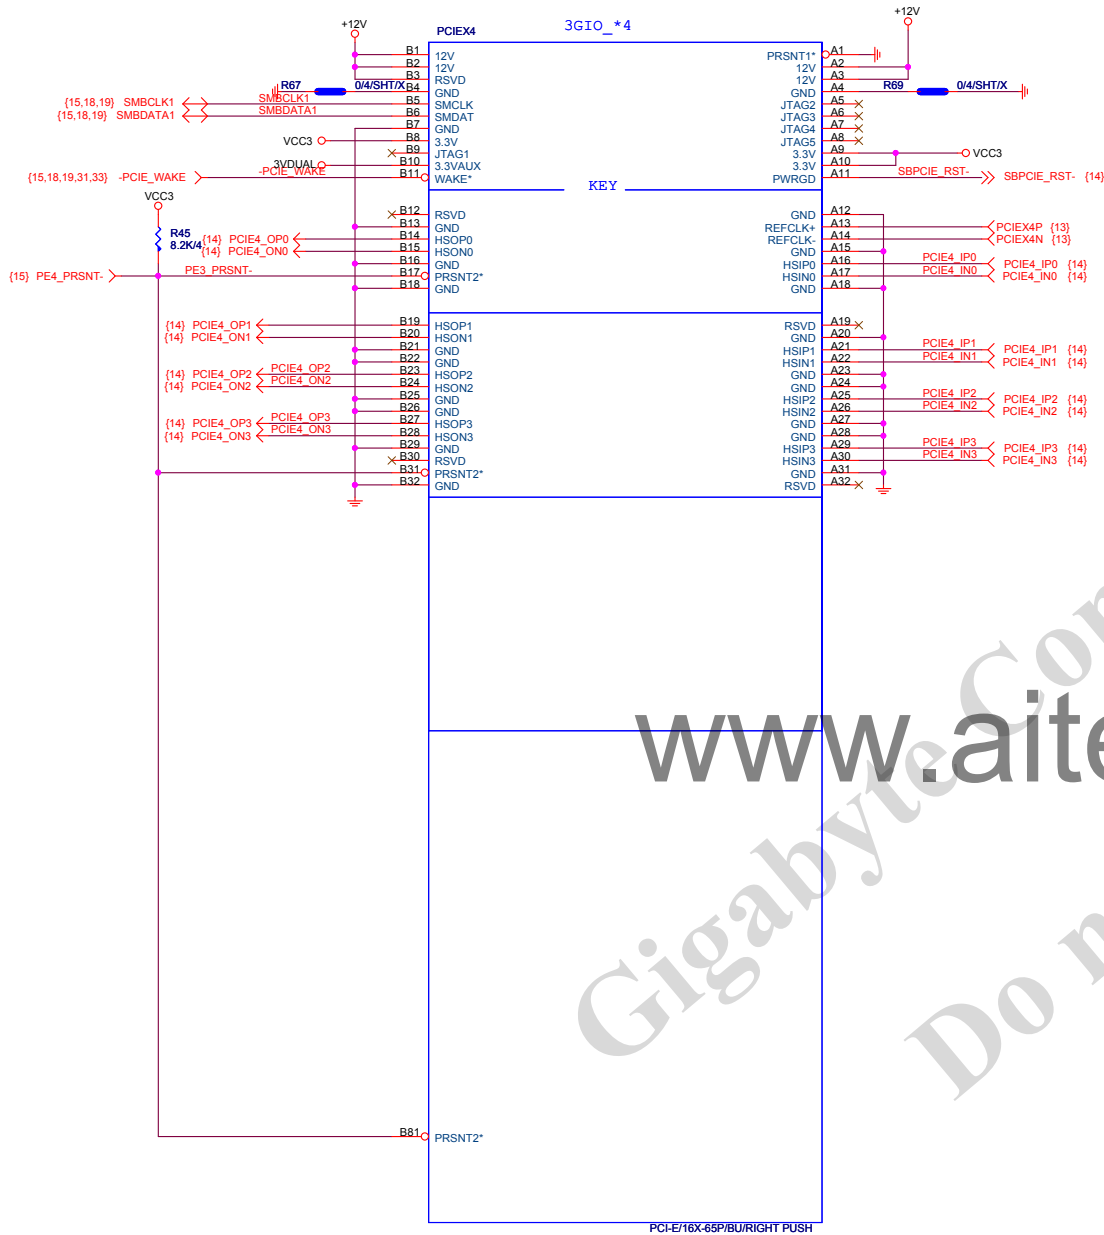 +12V
3GIO_*4
+12V
PCIEX4
B1 12V PRSNT1* A1
B2 12V 12V A2
B3 RSVD 12V A3
R67 0/4/SHT/X B4 GND GND A4 R69 0/4/SHT/X
{15,18,19} SMBCLK1 SMBCLK1 B5 SMCLK JTAG2 A5
{15,18,19} SMBDATA1 SMBDATA1 B6 SMDAT JTAG3 A6
B7 GND JTAG4 A7
VCC3 B8 3.3V JTAG5 A8
B9 JTAG1 3.3V A9 VCC3
3VDUAL B10 3.3VAUX 3.3V A10
{15,18,19,31,33} -PCIE_WAKE -PCIE_WAKE B11 WAKE* PWRGD A11 SBPCIE_RST- SBPCIE_RST- {14}
KEY
VCC3
B12 RSVD GND A12
B13 GND REFCLK+ A13 PCIEX4P {13}
R45
8.2K/4
{14} PCIE4_OP0 B14 HSOP0 REFCLK- A14 PCIEX4N {13}
{14} PCIE4_ON0 B15 HSON0 GND A15
B16 GND HSIP0 A16 PCIE4_IP0 PCIE4_IP0 {14}
{15} PE4_PRSNT- PE3_PRSNT- B17 PRSNT2* HSIN0 A17 PCIE4_IN0 PCIE4_IN0 {14}
B18 GND GND A18
{14} PCIE4_OP1 B19 HSOP1 RSVD A19
{14} PCIE4_ON1 B20 HSON1 GND A20
B21 GND HSIP1 A21 PCIE4_IP1 PCIE4_IP1 {14}
B22 GND HSIN1 A22 PCIE4_IN1 PCIE4_IN1 {14}
{14} PCIE4_OP2 PCIE4_OP2 B23 HSOP2 GND A23
{14} PCIE4_ON2 PCIE4_ON2 B24 HSON2 GND A24
B25 GND HSIP2 A25 PCIE4_IP2 PCIE4_IP2 {14}
B26 GND HSIN2 A26 PCIE4_IN2 PCIE4_IN2 {14}
{14} PCIE4_OP3 PCIE4_OP3 B27 HSOP3 GND A27
{14} PCIE4_ON3 PCIE4_ON3 B28 HSON3 GND A28
B29 GND HSIP3 A29 PCIE4_IP3 PCIE4_IP3 {14}
B30 RSVD HSIN3 A30 PCIE4_IN3 PCIE4_IN3 {14}
B31 PRSNT2* GND A31
B32 GND RSVD A32
www.aite
Gigabyte Con
Do n
B81 PRSNT2*
PCI-E/16X-65P/BU/RIGHT PUSH